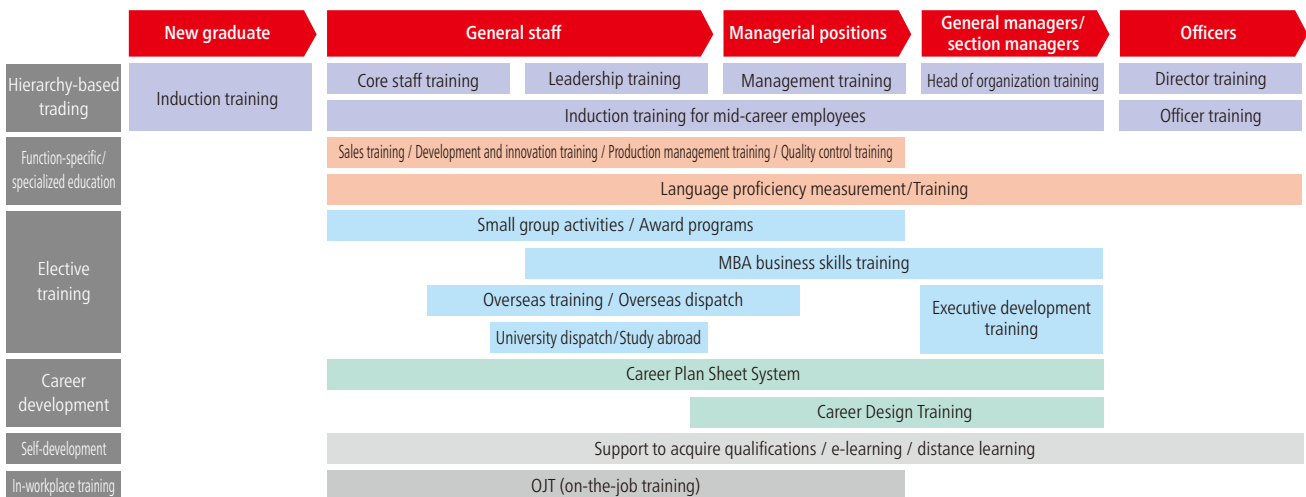 New graduate
General staff
Managerial positions
General managers/
section managers
Officers
Hierarchy-based
trading
Induction training
Core staff training
Leadership training
Management training
Head of organization training
Director training
Induction training for mid-career employees
Officer training
Function-specific/
specialized education
Sales training / Development and innovation training / Production management training / Quality control training
Language proficiency measurement/Training
Elective
training
Small group activities / Award programs
MBA business skills training
Overseas training / Overseas dispatch
Executive development
training
University dispatch/Study abroad
Career
development
Career Plan Sheet System
Career Design Training
Self-development
Support to acquire qualifications / e-learning / distance learning
In-workplace training
OJT (on-the-job training)